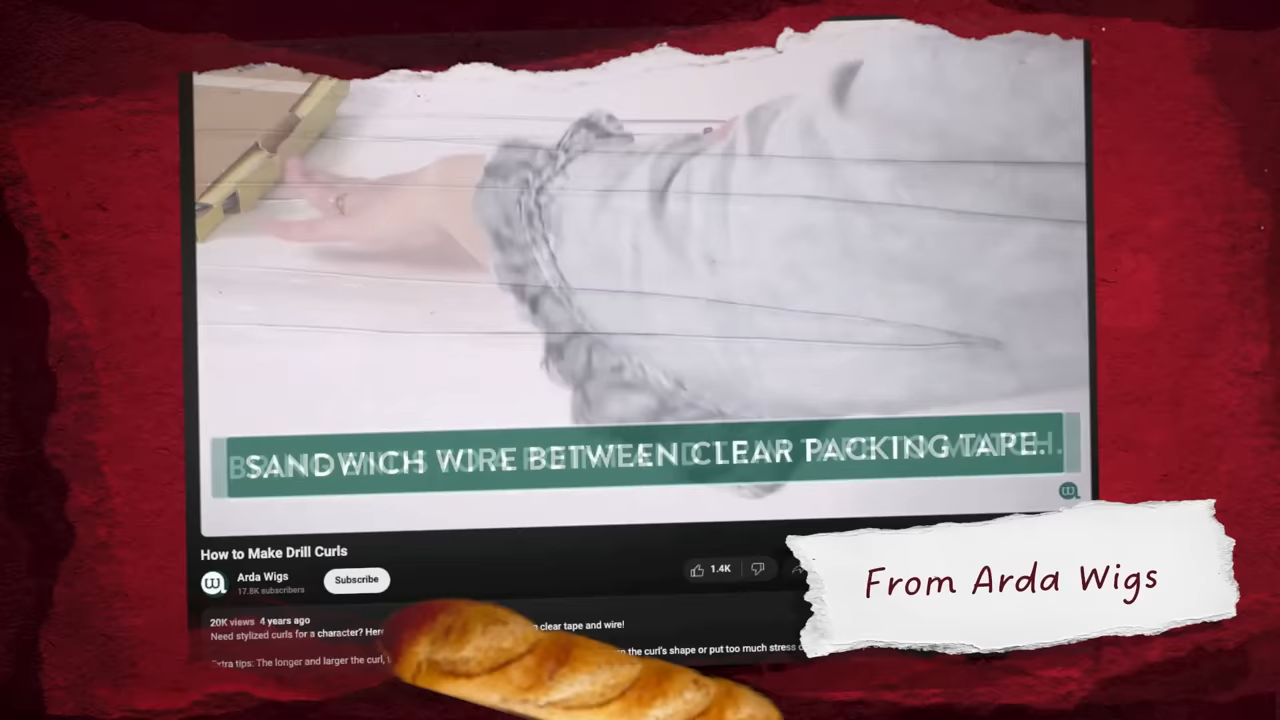 SANDWICH WIRE BETWEEN CLEAR PACKING TAPE.
How to Make Drill Curls
Arda Wigs
17.8K subscribers
Subscribe
1.4K
From Arda Wigs
20K views 4 years ago
Need stylized curls for a character? clear tape and wire!
the curl's shape or put too much stress
Extra tips: The longer and larger the curl,